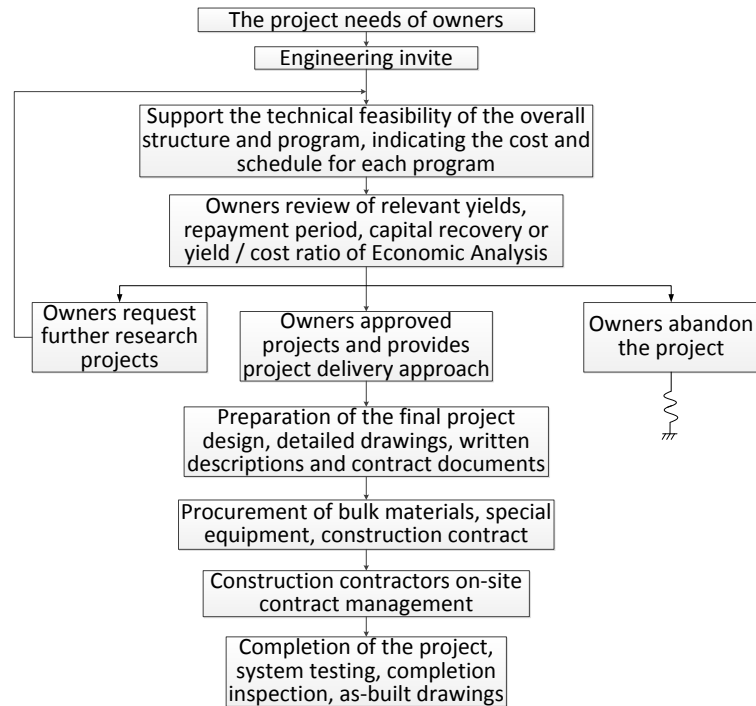 The project needs of owners
Engineering invite
Support the technical feasibility of the overall
structure and program, indicating the cost and
schedule for each program
Owners review of relevant yields,
repayment period, capital recovery or
yield / cost ratio of Economic Analysis
Owners request
further research
projects
Owners approved
projects and provides
project delivery approach
Owners abandon
the project
Preparation of the final project
design, detailed drawings, written
descriptions and contract documents
Procurement of bulk materials, special
equipment, construction contract
Construction contractors on-site
contract management
Completion of the project,
system testing, completion
inspection, as-built drawings